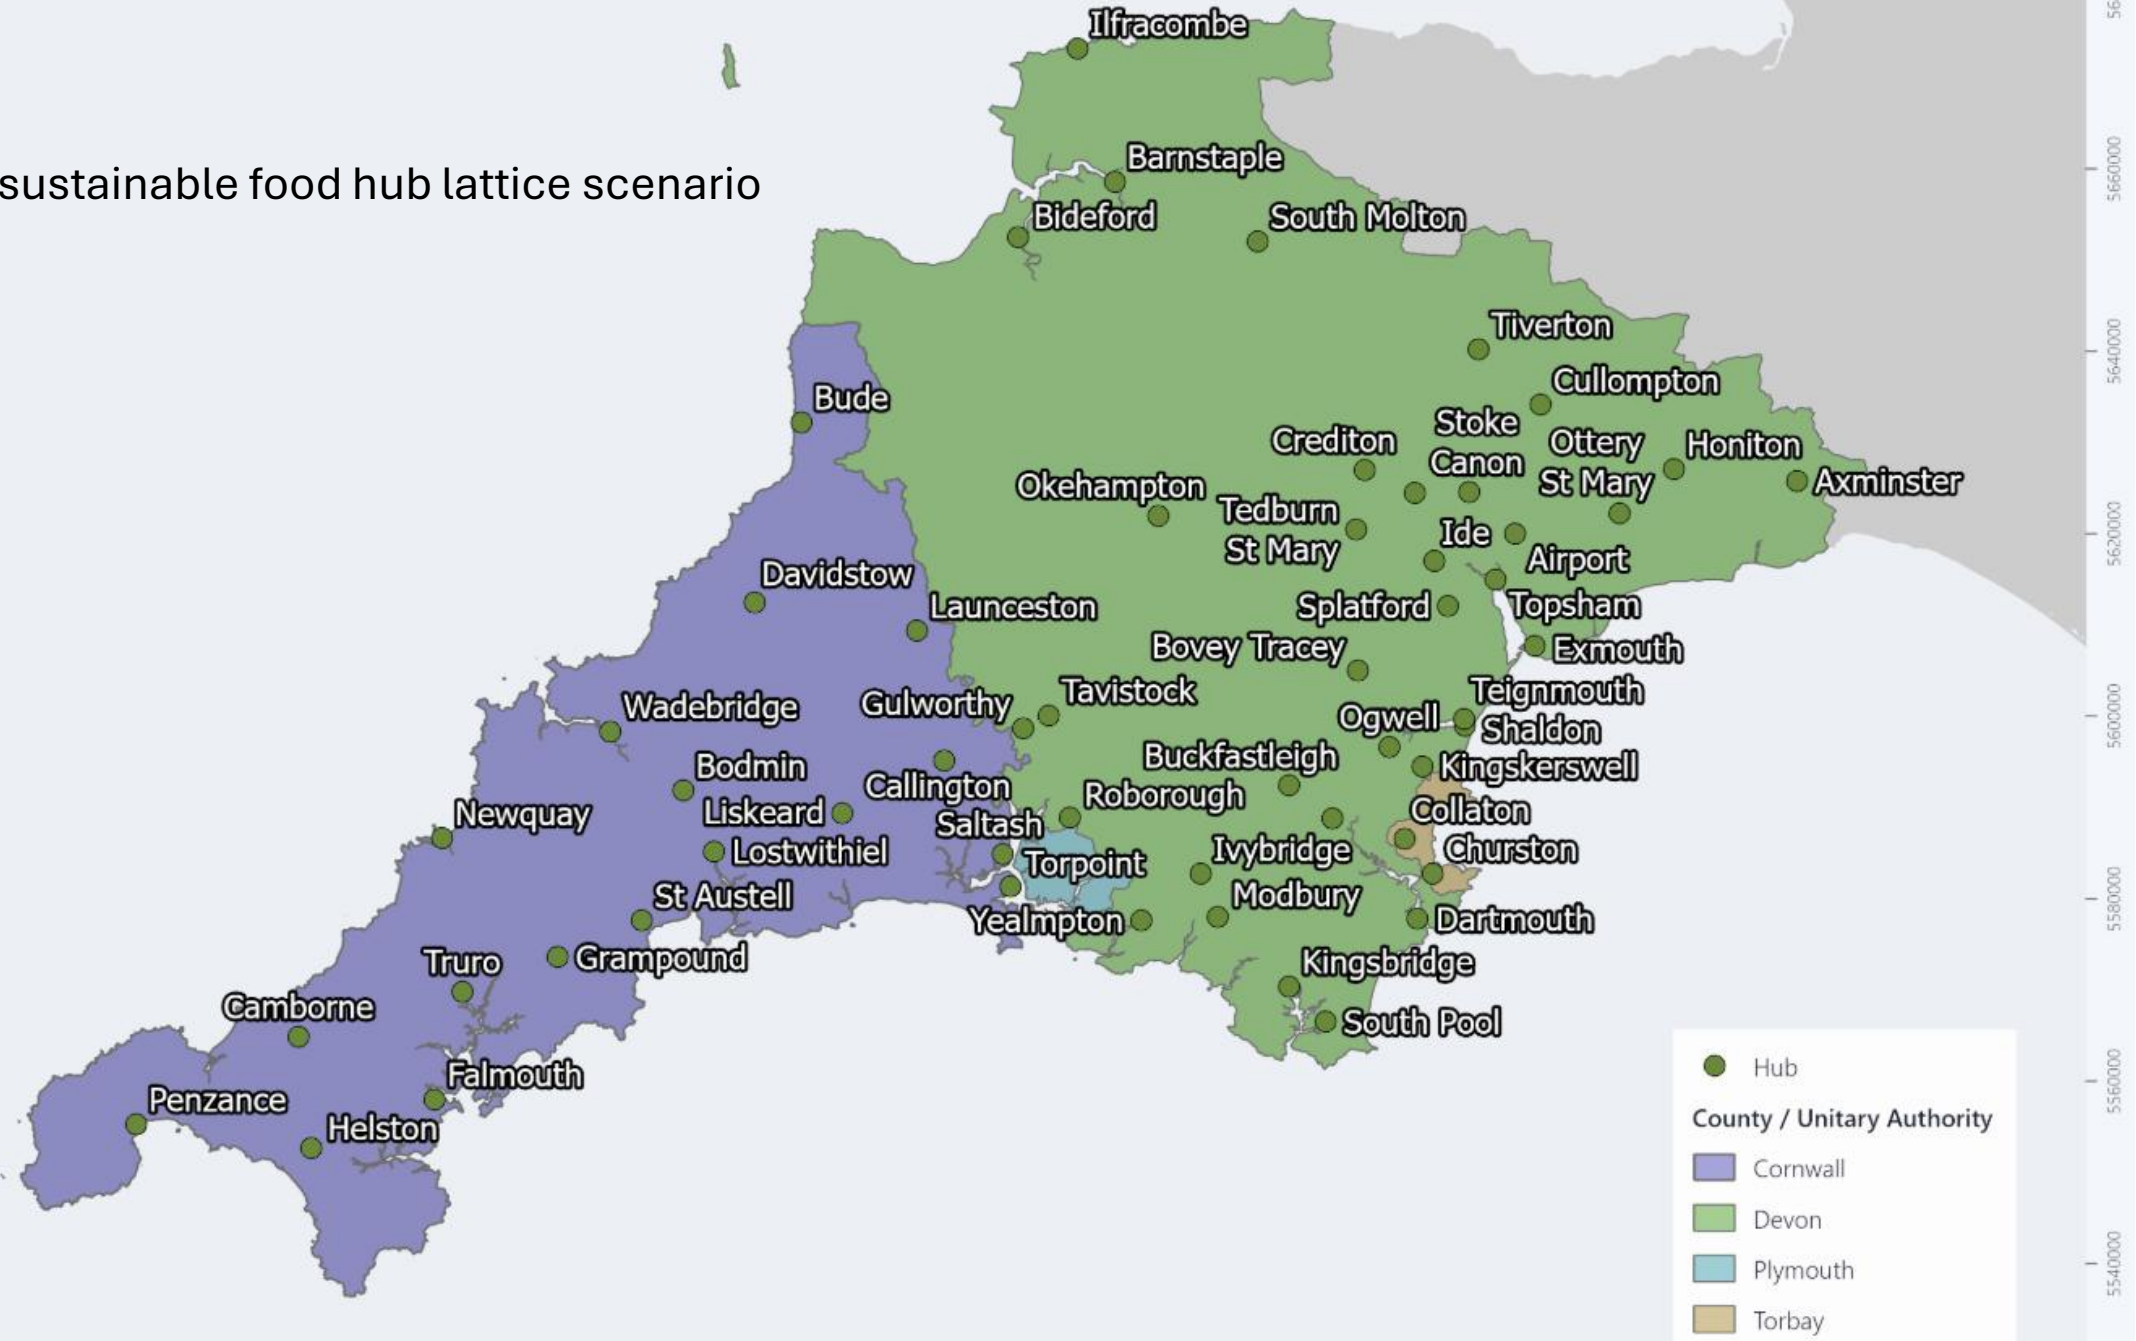 Ilfracombe
sustainable food hub lattice scenario
Barnstaple
Bideford
South Molton
Tiverton
Cullompton
Bude
Stoke
Canon
Crediton
Ottery
St Mary
Honiton
Axminster
Okehampton
Tedburn
St Mary
Ide
Airport
Davidstow
Launceston
Splatford
Topsham
Bovey Tracey
Exmouth
Wadebridge
Gulworthy
Tavistock
Teignmouth
Ogwell
Shaldon
Buckfastleigh
Kingskerswell
Bodmin
Callington
Roborough
Newquay
Liskeard
Saltash
Collaton
Lostwithiel
Torpoint
Ivybridge
Churston
St Austell
Yealmpton
Modbury
Dartmouth
Truro
Grampound
Kingsbridge
Camborne
South Pool
Falmouth
Penzance
Helston
Hub
County / Unitary Authority
Cornwall
Devon
Plymouth
Torbay
5660000
5640000
5620000
5600000
5580000
5560000
5540000